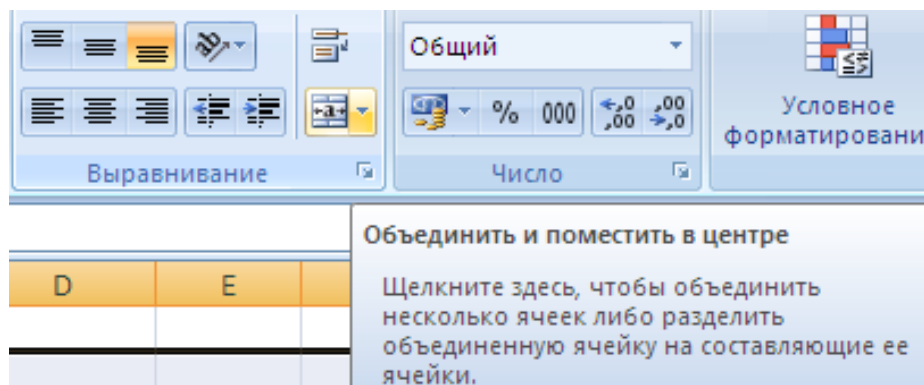 Общий
% 000 ,0 ,00 ,00 ,0
Условное
форматировани
Выравнивание
Число
Объединить и поместить в центре
D E
Щелкните здесь, чтобы объединить
несколько ячеек либо разделить
объединенную ячейку на составляющие ее
ячейки.